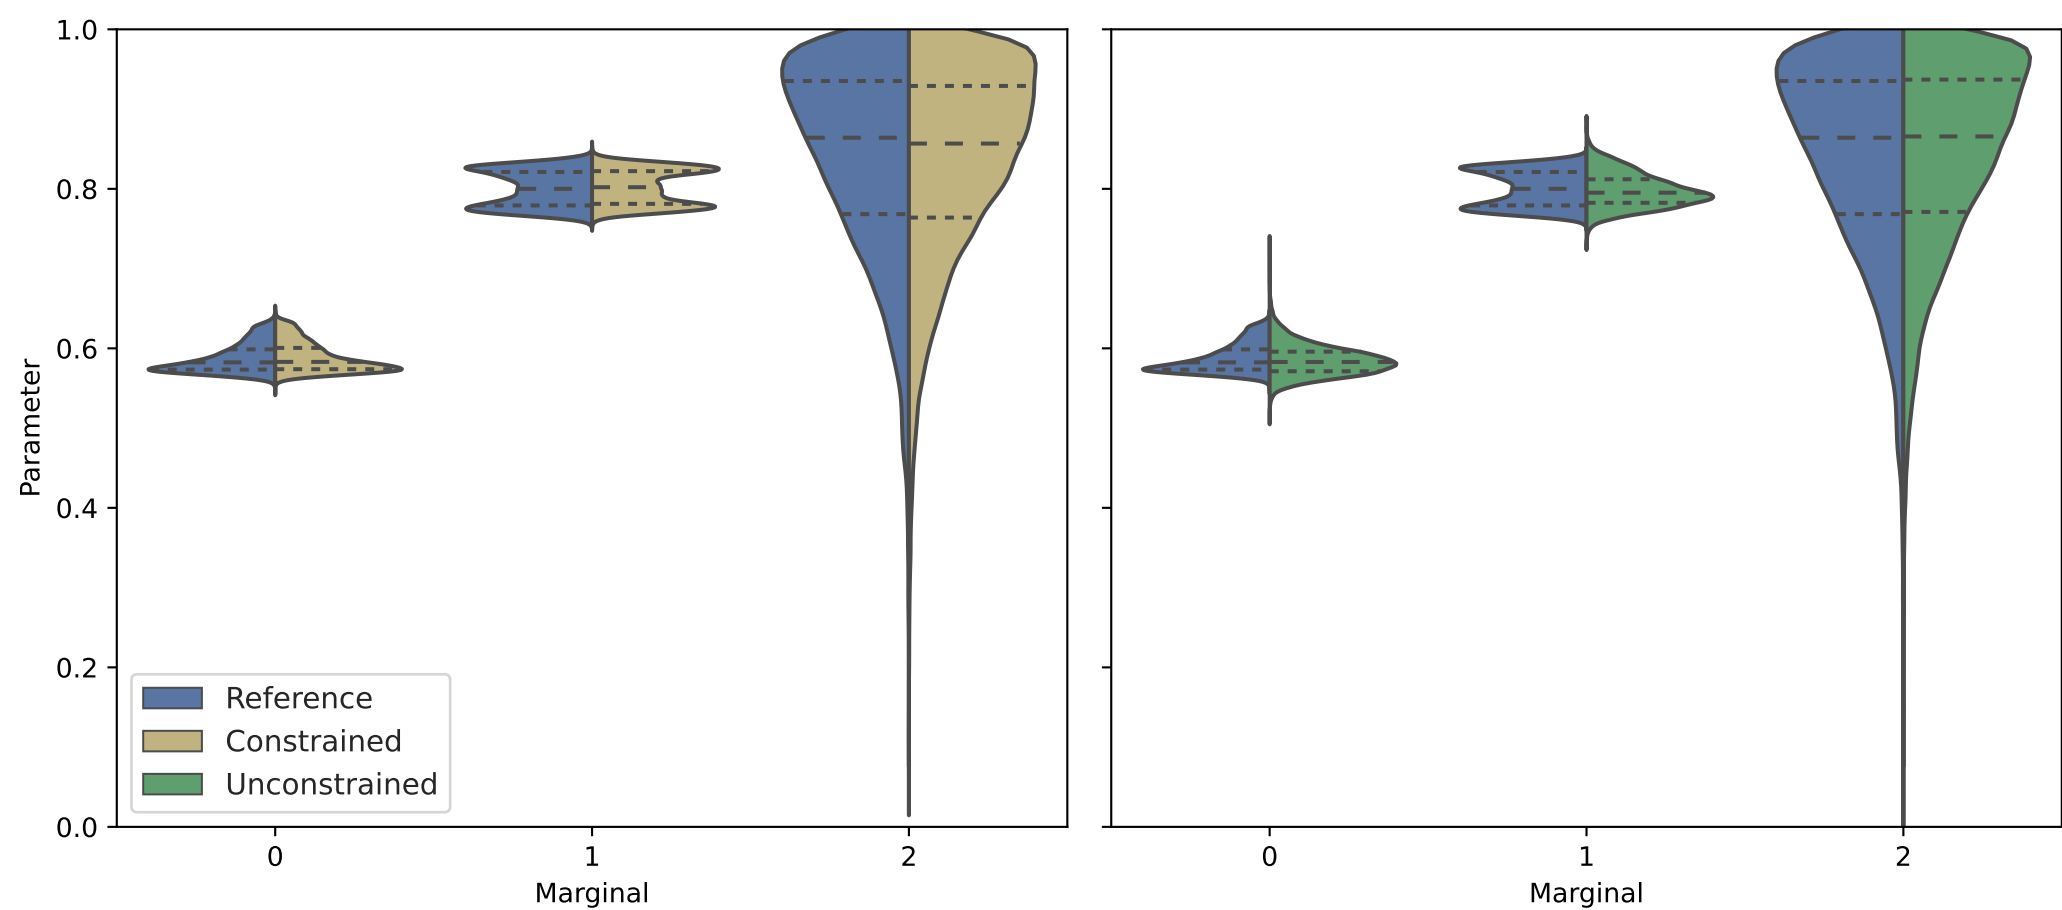 1.0
0.8
0.6
0.4
0.2
0.0
Parameter
Reference
Constrained
Unconstrained
0 1 2
Marginal
0 1 2
Marginal